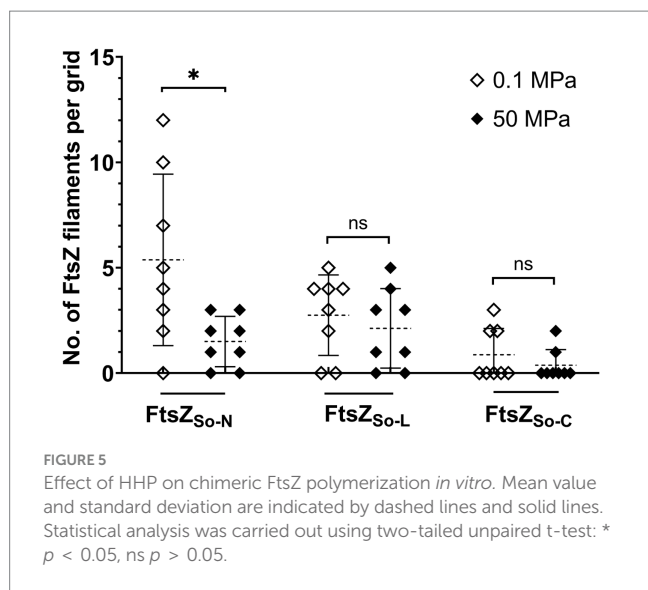 15
10
5
0
No. of FtsZ filaments per grid
*
ns
ns
◇ 0.1 MPa
◆ 50 MPa
FtsZSo-N
FtsZSo-L
FtsZSo-C
FIGURE 5
Effect of HHP on chimeric FtsZ polymerization in vitro. Mean value
and standard deviation are indicated by dashed lines and solid lines.
Statistical analysis was carried out using two-tailed unpaired t-test: *
p < 0.05, ns p > 0.05.